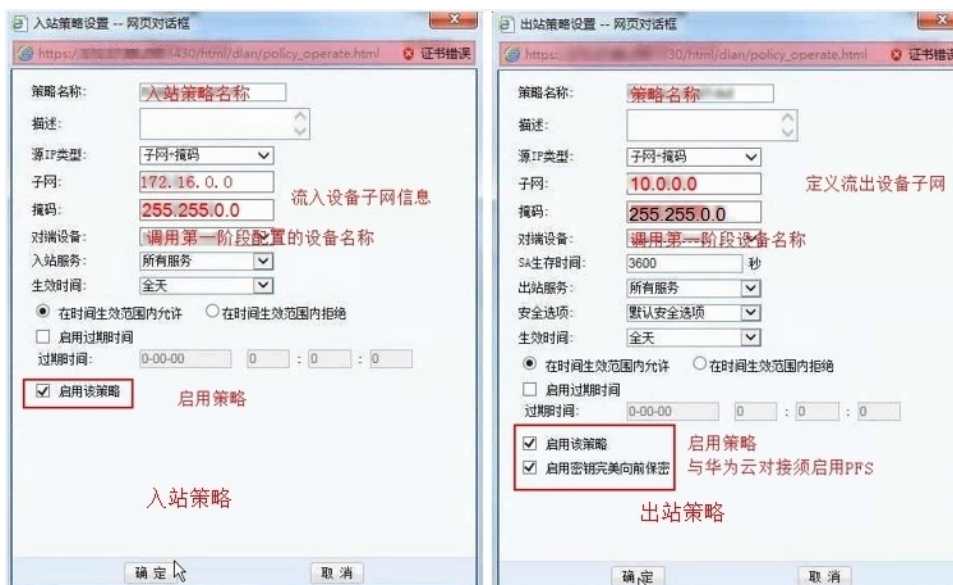 入站策略设置 -- 网页对话框
https:// 430/html/dlan/policy_operate.html 证书错误
策略名称: 入站策略名称
描述:
源IP类型: 子网+掩码
子网: 172.16.0.0
流入设备子网信息
掩码: 255.255.0.0
对端设备: 调用第一阶段配置的设备名称
入站服务: 所有服务
生效时间: 全天
在时间生效范围内允许 在时间生效范围内拒绝
启用过期时间
过期时间: 0-00-00 0 : 0 : 0
启用该策略
启用策略
入站策略
确定 取消
出站策略设置 -- 网页对话框
https: 30/html/dlan/policy_operate.html 证书错误
策略名称: 策略名称
描述:
源IP类型: 子网+掩码
子网: 10.0.0.0 定义流出设备子网
掩码: 255.255.0.0
对端设备: 调用第一阶段设备名称
SA生存时间: 3600 秒
出站服务: 所有服务
安全选项: 默认安全选项
生效时间: 全天
在时间生效范围内允许 在时间生效范围内拒绝
启用过期时间
过期时间: 0-00-00 0 : 0 : 0
启用该策略 启用策略
启用密钥完美向前保密 与华为云对接须启用PFS
出站策略
确定 取消